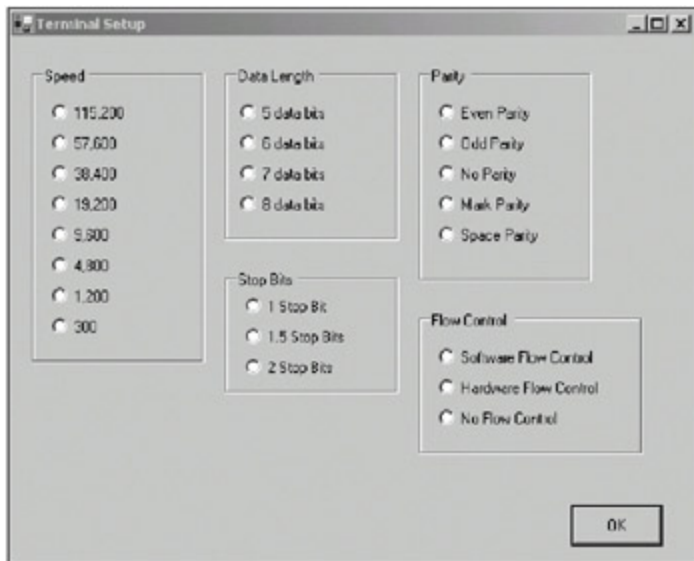 Terminal Setup
Speed
115,200
57,600
38,400
19,200
9,600
4,800
1,200
300
Data Length
5 data bits
6 data bits
7 data bits
8 data bits
Stop Bits
1 Stop Bit
1.5 Stop Bits
2 Stop Bits
Parity
Even Parity
Odd Parity
No Parity
Mark Parity
Space Parity
Flow Control
Software Flow Control
Hardware Flow Control
No Flow Control
OK